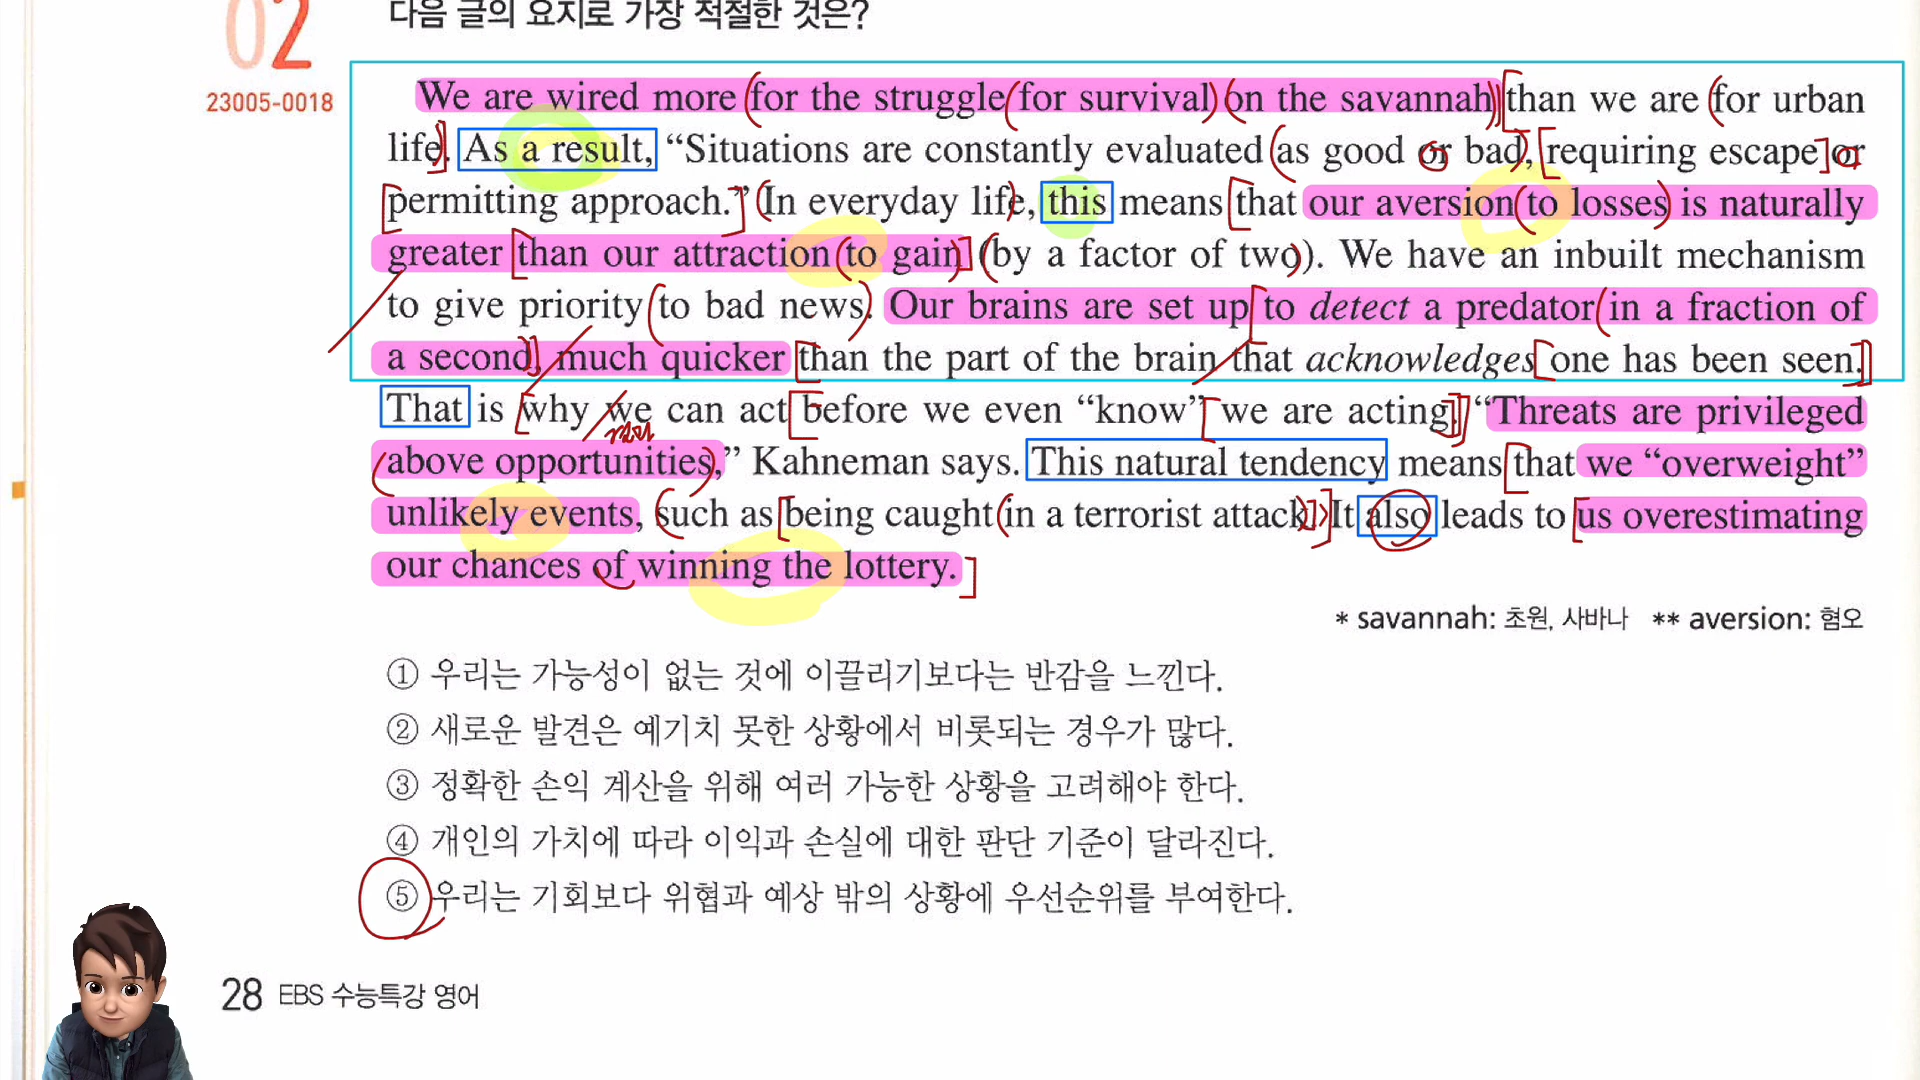 02
다음 글의 요지로 가장 적절한 것은?
23005-0018
We are wired more for the struggle for survival on the savannah than we are for urban
life. As a result, “Situations are constantly evaluated as good or bad, requiring escape or
permitting approach.” In everyday life, this means that our aversion to losses is naturally
greater than our attraction to gain (by a factor of two). We have an inbuilt mechanism
to give priority to bad news. Our brains are set up to detect a predator in a fraction of
a second, much quicker than the part of the brain that acknowledges one has been seen.
That is why we can act before we even “know” we are acting. “Threats are privileged
above opportunities,” Kahneman says. This natural tendency means that we “overweight”
unlikely events, such as being caught in a terrorist attack. It also leads to us overestimating
our chances of winning the lottery.
* savannah: 초원, 사바나 ** aversion: 혐오
① 우리는 가능성이 없는 것에 이끌리기보다는 반감을 느낀다.
② 새로운 발견은 예기치 못한 상황에서 비롯되는 경우가 많다.
③ 정확한 손익 계산을 위해 여러 가능한 상황을 고려해야 한다.
④ 개인의 가치에 따라 이익과 손실에 대한 판단 기준이 달라진다.
⑤ 우리는 기회보다 위협과 예상 밖의 상황에 우선순위를 부여한다.
28 EBS 수능특강 영어